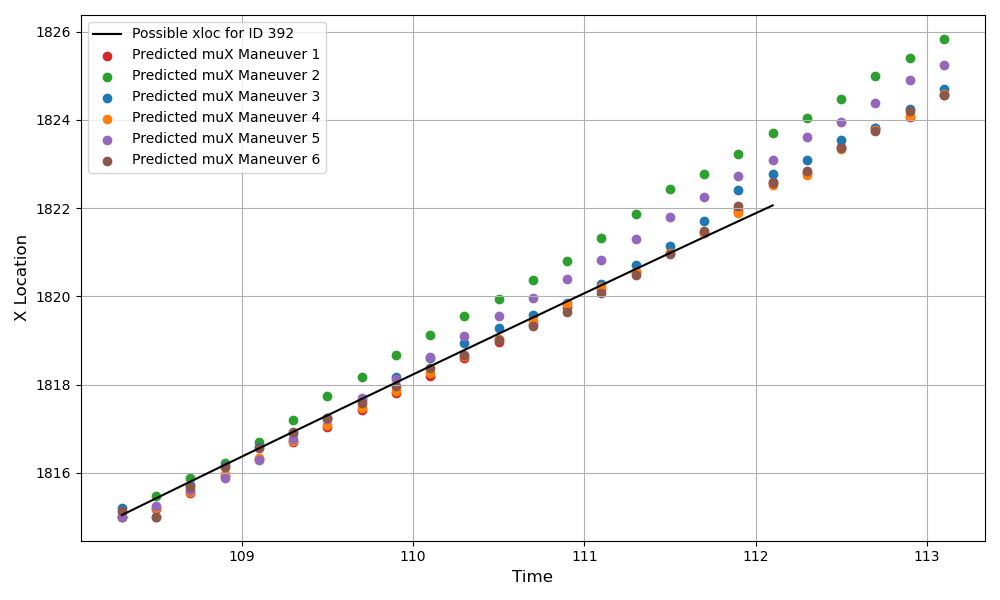 1826
1824
1822
1820
1818
1816
X Location
Possible xloc for ID 392
Predicted muX Maneuver 1
Predicted muX Maneuver 2
Predicted muX Maneuver 3
Predicted muX Maneuver 4
Predicted muX Maneuver 5
Predicted muX Maneuver 6
109
110
111
112
113
Time